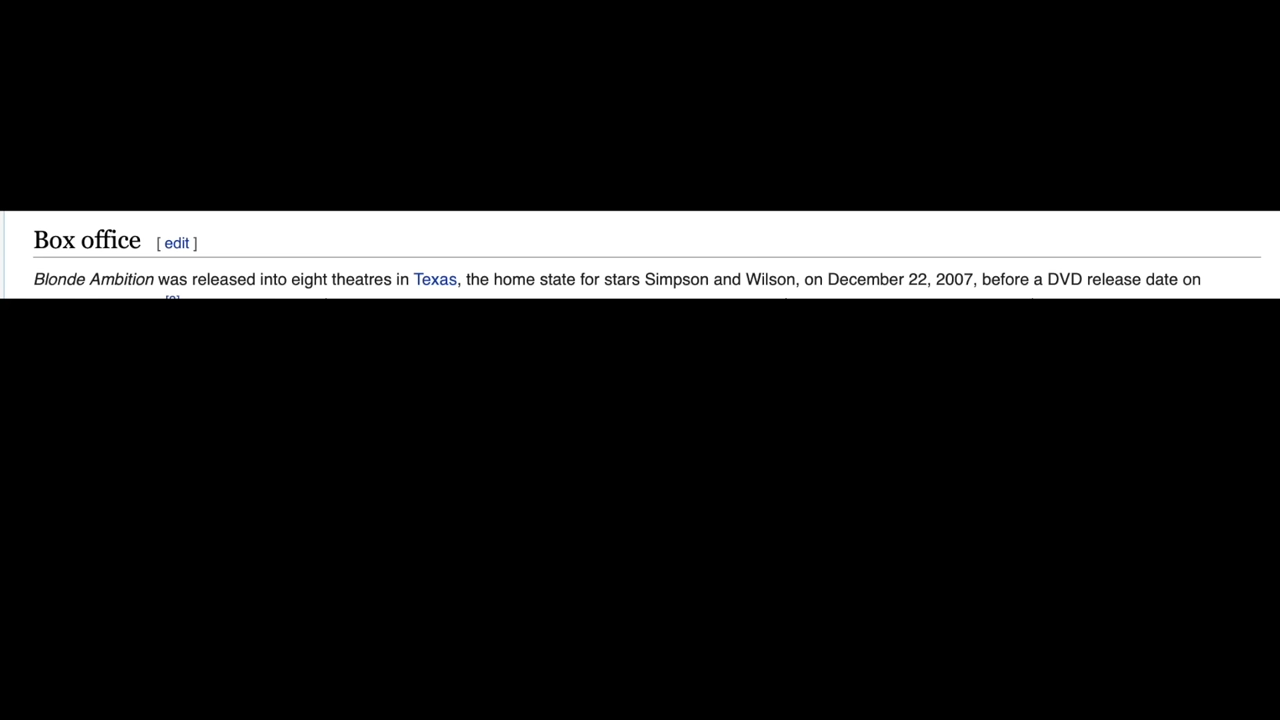 Box office [ edit ]
Blonde Ambition was released into eight theatres in Texas, the home state for stars Simpson and Wilson, on December 22, 2007, before a DVD release date on